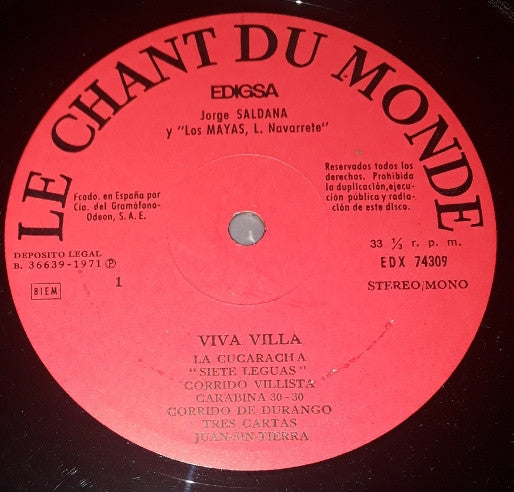 LE CHANT DU MONDE
EDIGSA
Jorge SALDANA
y "Los MAYAS, L. Navarrete"
Fcado. en España por
Cía. del Gramófono-
Odeon, S. A. E.
Reservados todos los
derechos. Prohibida
la duplicación,ejecu
ción pública y radia-
ción de este disco.
DEPOSITO LEGAL
B. 36639-1971 Ⓟ
BIEM
1
33 ⅓ r. p. m.
EDX 74309
STEREO/MONO
VIVA VILLA
LA CUCARACHA
"SIETE LEGUAS"
CORRIDO VILLISTA
CARABINA 30-30
CORRIDO DE DURANGO
TRES CARTAS
JUAN-SIN-TIERRA